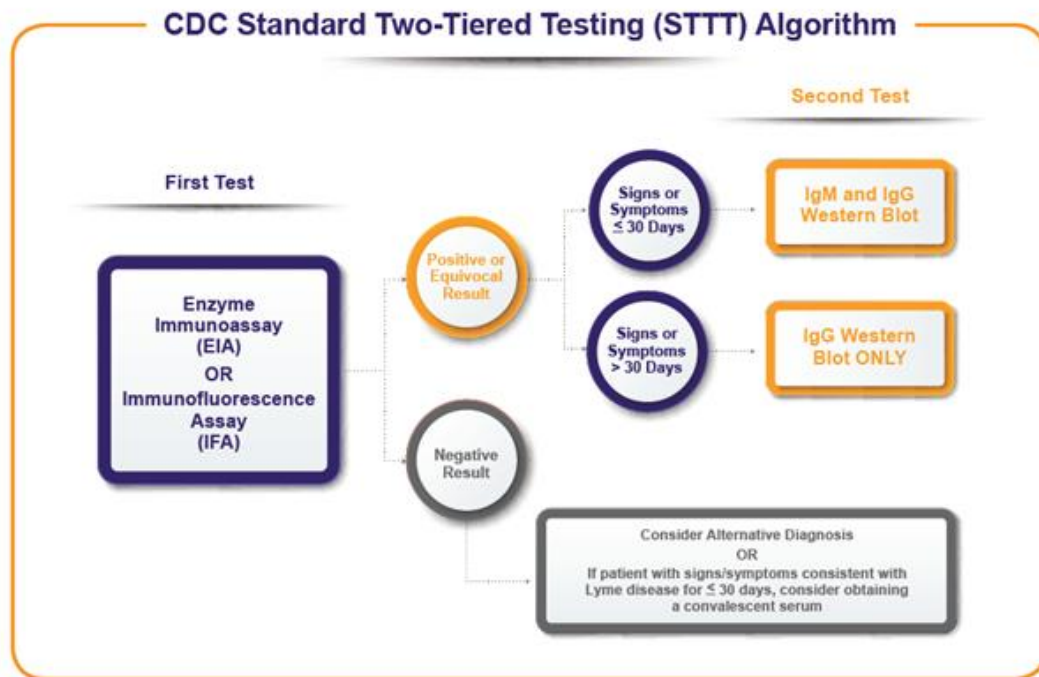 CDC Standard Two-Tiered Testing (STTT) Algorithm
Second Test
First Test
Signs or
Symptoms
≤ 30 Days
IgM and IgG
Western Blot
Positive or
Equivocal
Result
Enzyme
Immunoassay
(EIA)
OR
Immunofluorescence
Assay
(IFA)
Signs or
Symptoms
> 30 Days
IgG Western
Blot ONLY
Negative
Result
Consider Alternative Diagnosis
OR
If patient with signs/symptoms consistent with
Lyme disease for ≤ 30 days, consider obtaining
a convalescent serum